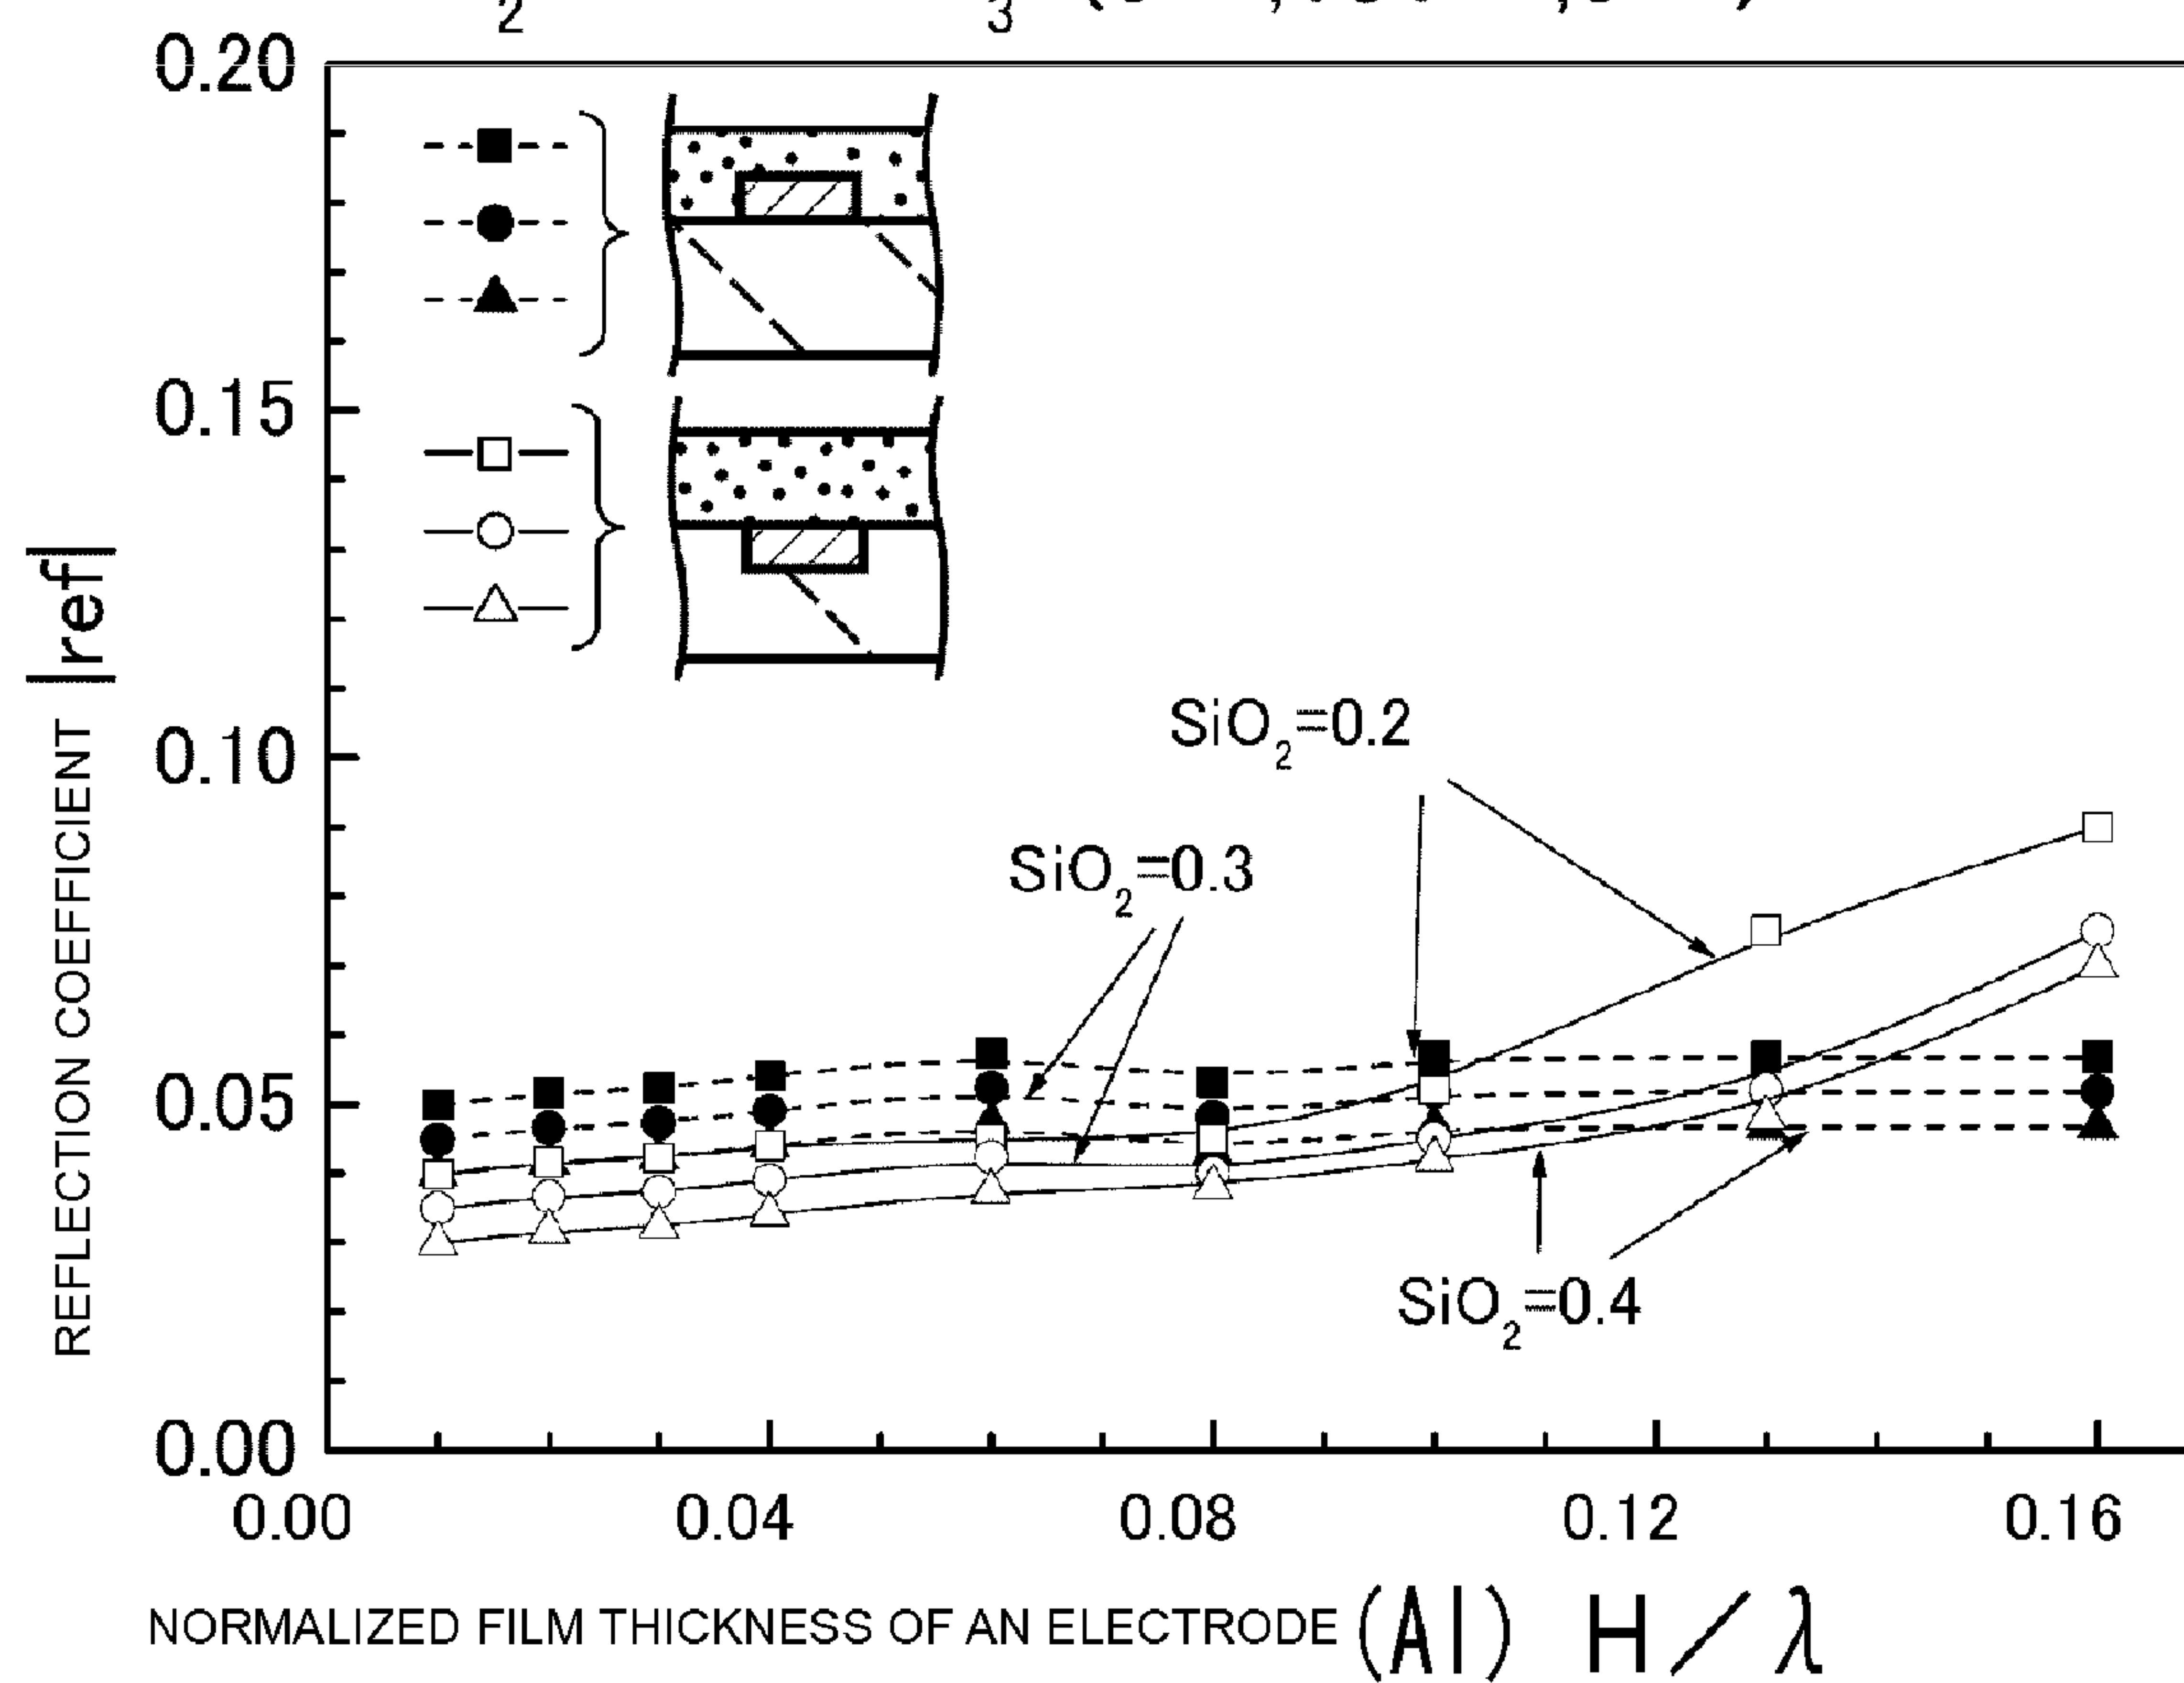 2 3
0.20
0.15
0.10
0.05
0.00
REFLECTION COEFFICIENT |ref|
SiO2=0.2
SiO2=0.3
SiO2=0.4
0.00 0.04 0.08 0.12 0.16
NORMALIZED FILM THICKNESS OF AN ELECTRODE (Al) H/λ